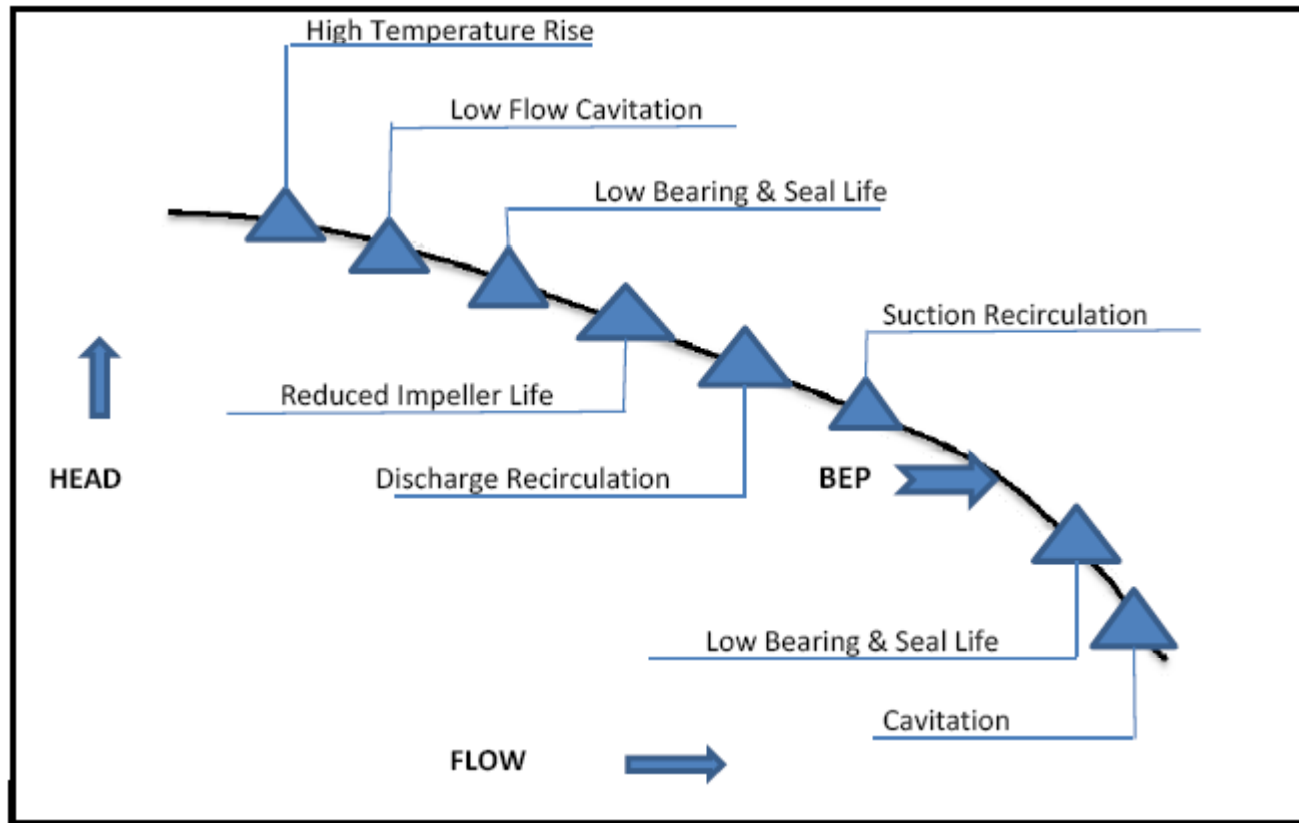 High Temperature Rise
Low Flow Cavitation
Low Bearing & Seal Life
Suction Recirculation
Reduced Impeller Life
HEAD
Discharge Recirculation
BEP
Low Bearing & Seal Life
Cavitation
FLOW